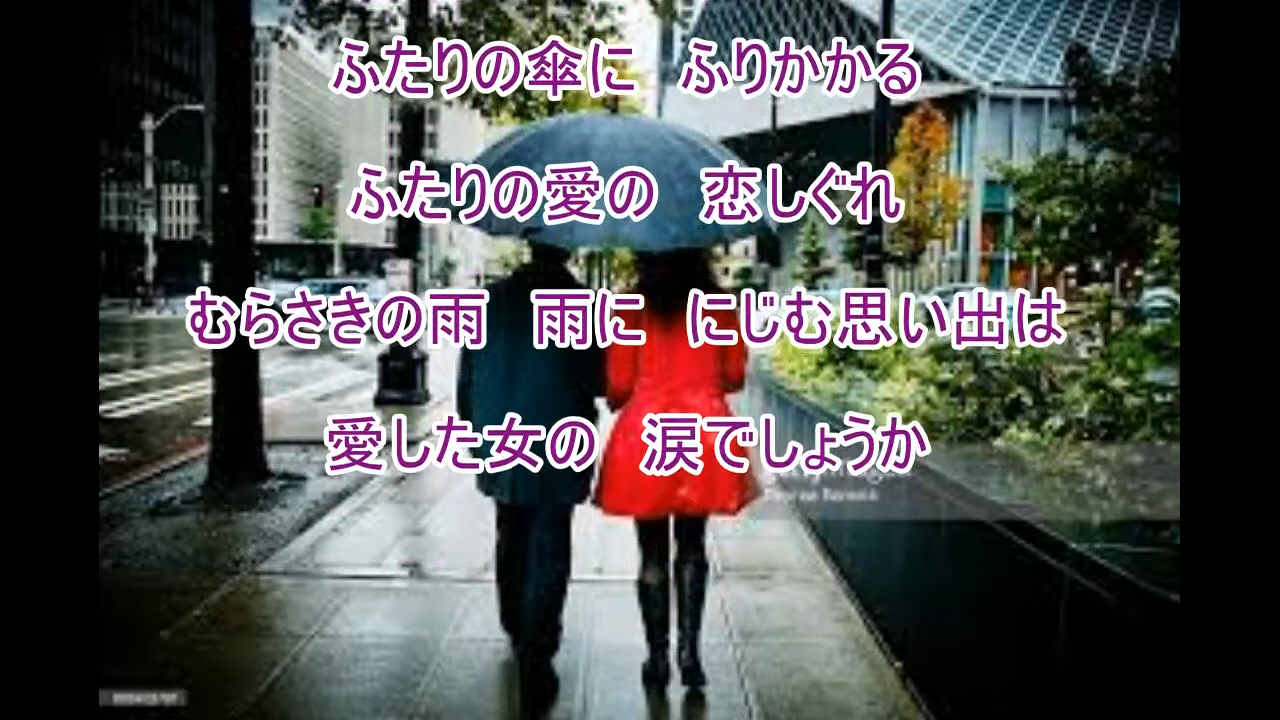 ふたりの傘に　ふりかかる
ふたりの愛の　恋しぐれ
むらさきの雨　雨に　にじむ思い出は
愛した女の　涙でしょうか